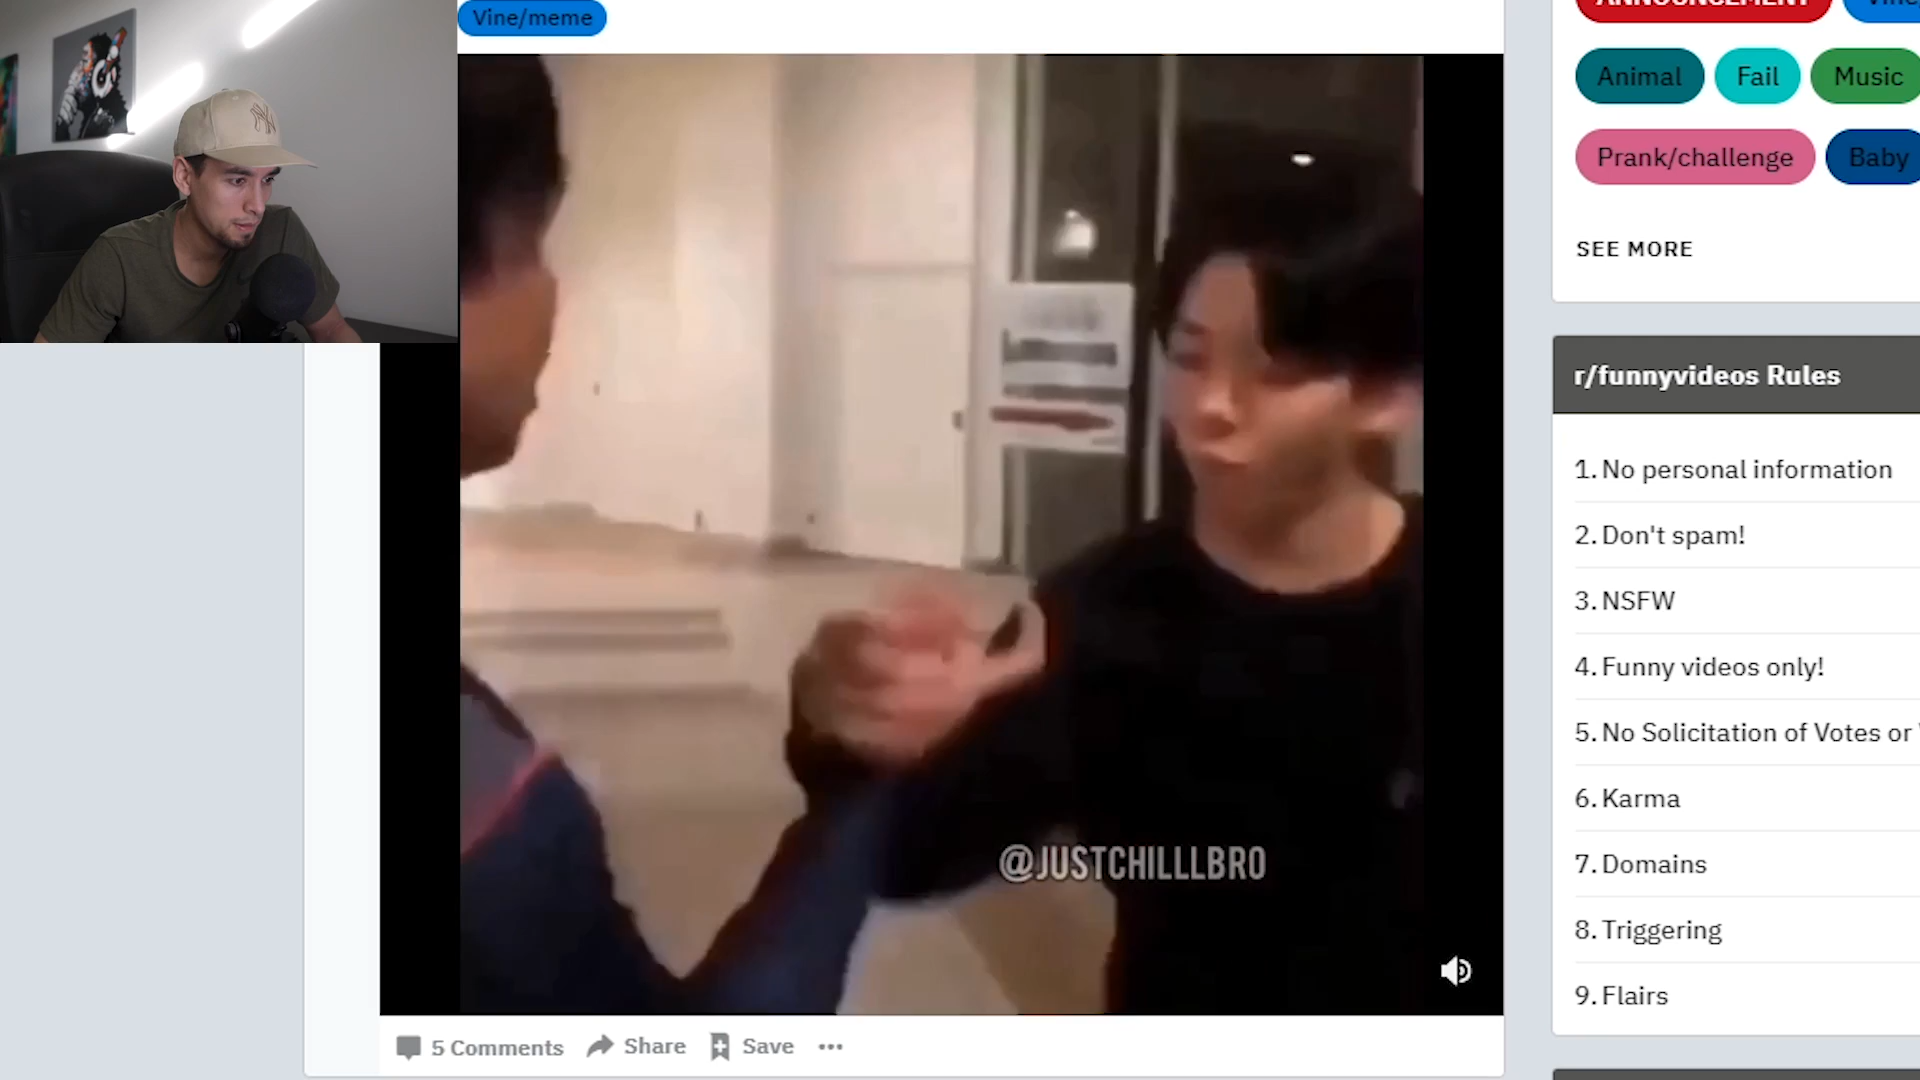 Vine/meme
ANNOUNCEMENT
Animal
Fail
Music
Prank/challenge
Baby
SEE MORE
r/funnyvideos Rules
1. No personal information
2. Don't spam!
3. NSFW
4. Funny videos only!
5. No Solicitation of Votes or
6. Karma
7. Domains
8. Triggering
9. Flairs
NY
@JUSTCHILLLBRO
5 Comments
Share
Save